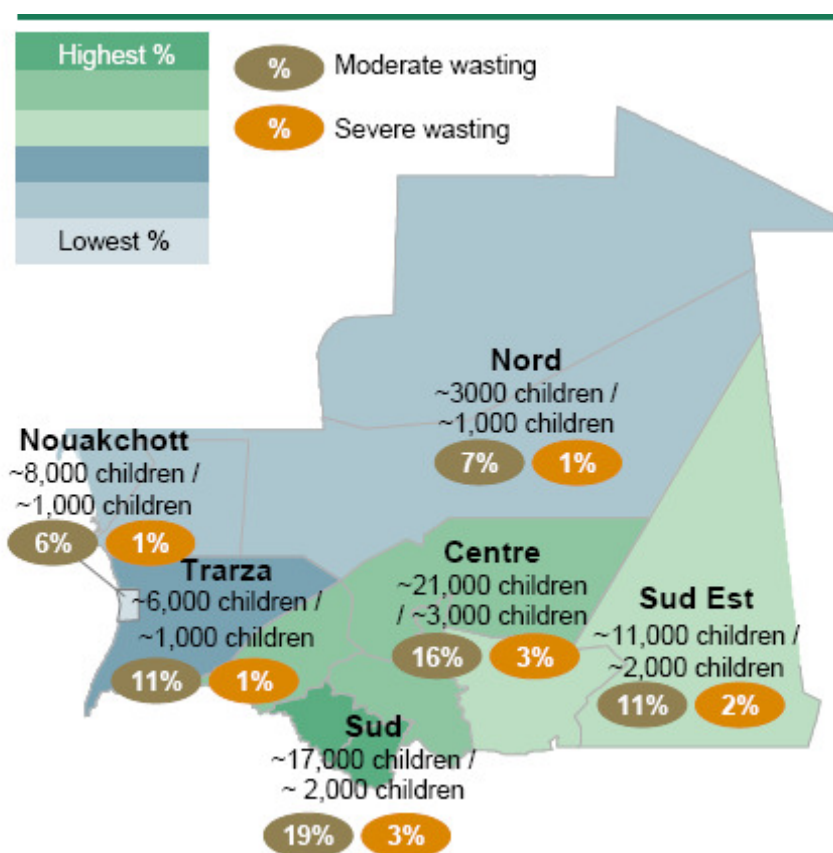 Highest %
Lowest %
% Moderate wasting
% Severe wasting
Nord
~3000 children /
~1,000 children
7% 1%
Nouakchott
~8,000 children /
~1,000 children
6% 1%
Trarza
~6,000 children /
~1,000 children
11% 1%
Centre
~21,000 children
/ ~3,000 children
16% 3%
Sud Est
~11,000 children /
~2,000 children
11% 2%
Sud
~17,000 children /
~ 2,000 children
19% 3%